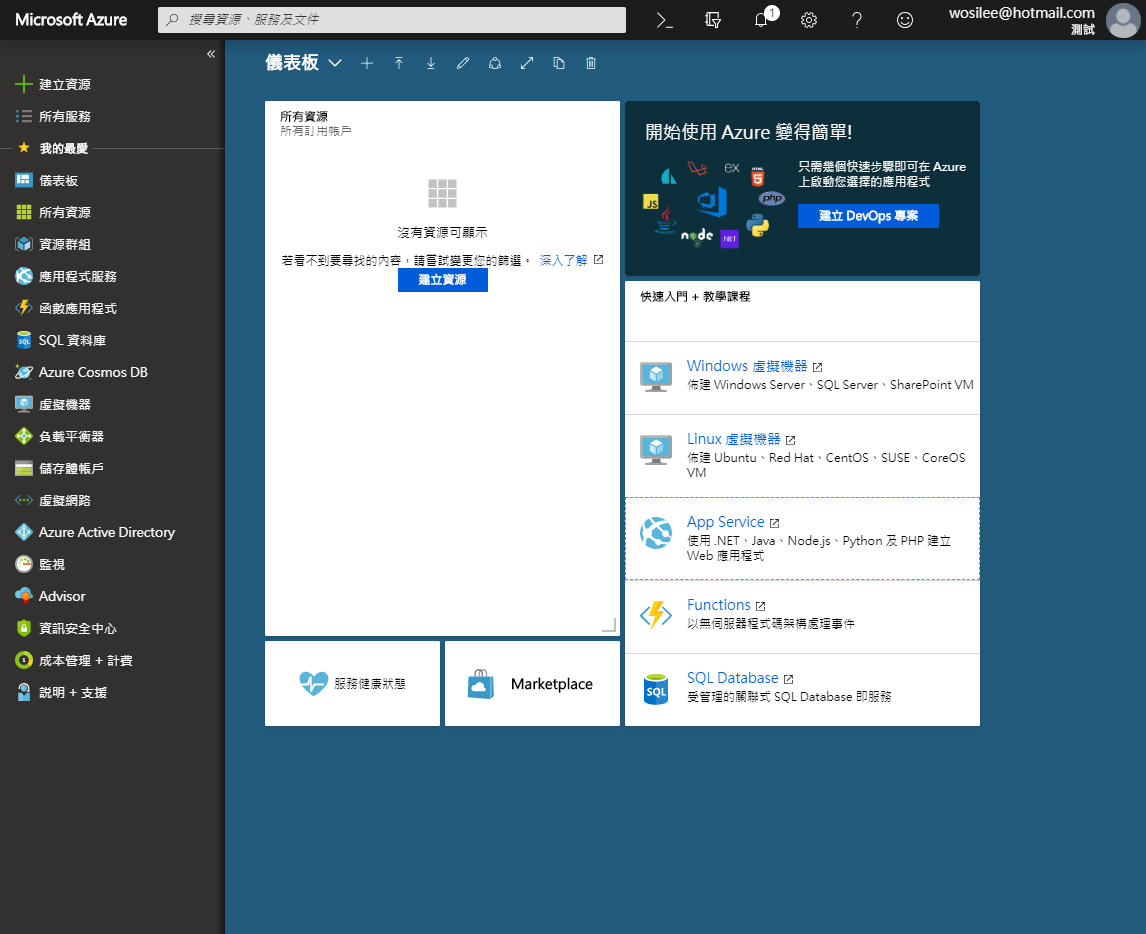 Microsoft Azure
搜尋資源、服務及文件
1
wosilee@hotmail.com
測試
«
建立資源
所有服務
我的最愛
儀表板
所有資源
資源群組
應用程式服務
函數應用程式
SQL 資料庫
Azure Cosmos DB
虛擬機器
負載平衡器
儲存體帳戶
虛擬網路
Azure Active Directory
監視
Advisor
資訊安全中心
成本管理 + 計費
說明 + 支援
儀表板
所有資源
所有訂用帳戶
沒有資源可顯示
若看不到要尋找的內容，請嘗試變更您的篩選。 深入了解
建立資源
服務健康狀態
Marketplace
開始使用 Azure 變得簡單!
EX
HTML
5
JS
php
node
.NET
只需幾個快速步驟即可在 Azure
上啟動您選擇的應用程式
建立 DevOps 專案
快速入門 + 教學課程
Windows 虛擬機器
佈建 Windows Server、SQL Server、SharePoint VM
Linux 虛擬機器
佈建 Ubuntu、Red Hat、CentOS、SUSE、CoreOS
VM
App Service
使用 .NET、Java、Node.js、Python 及 PHP 建立
Web 應用程式
Functions
以無伺服器程式碼架構處理事件
SQL
SQL Database
受管理的關聯式 SQL Database 即服務